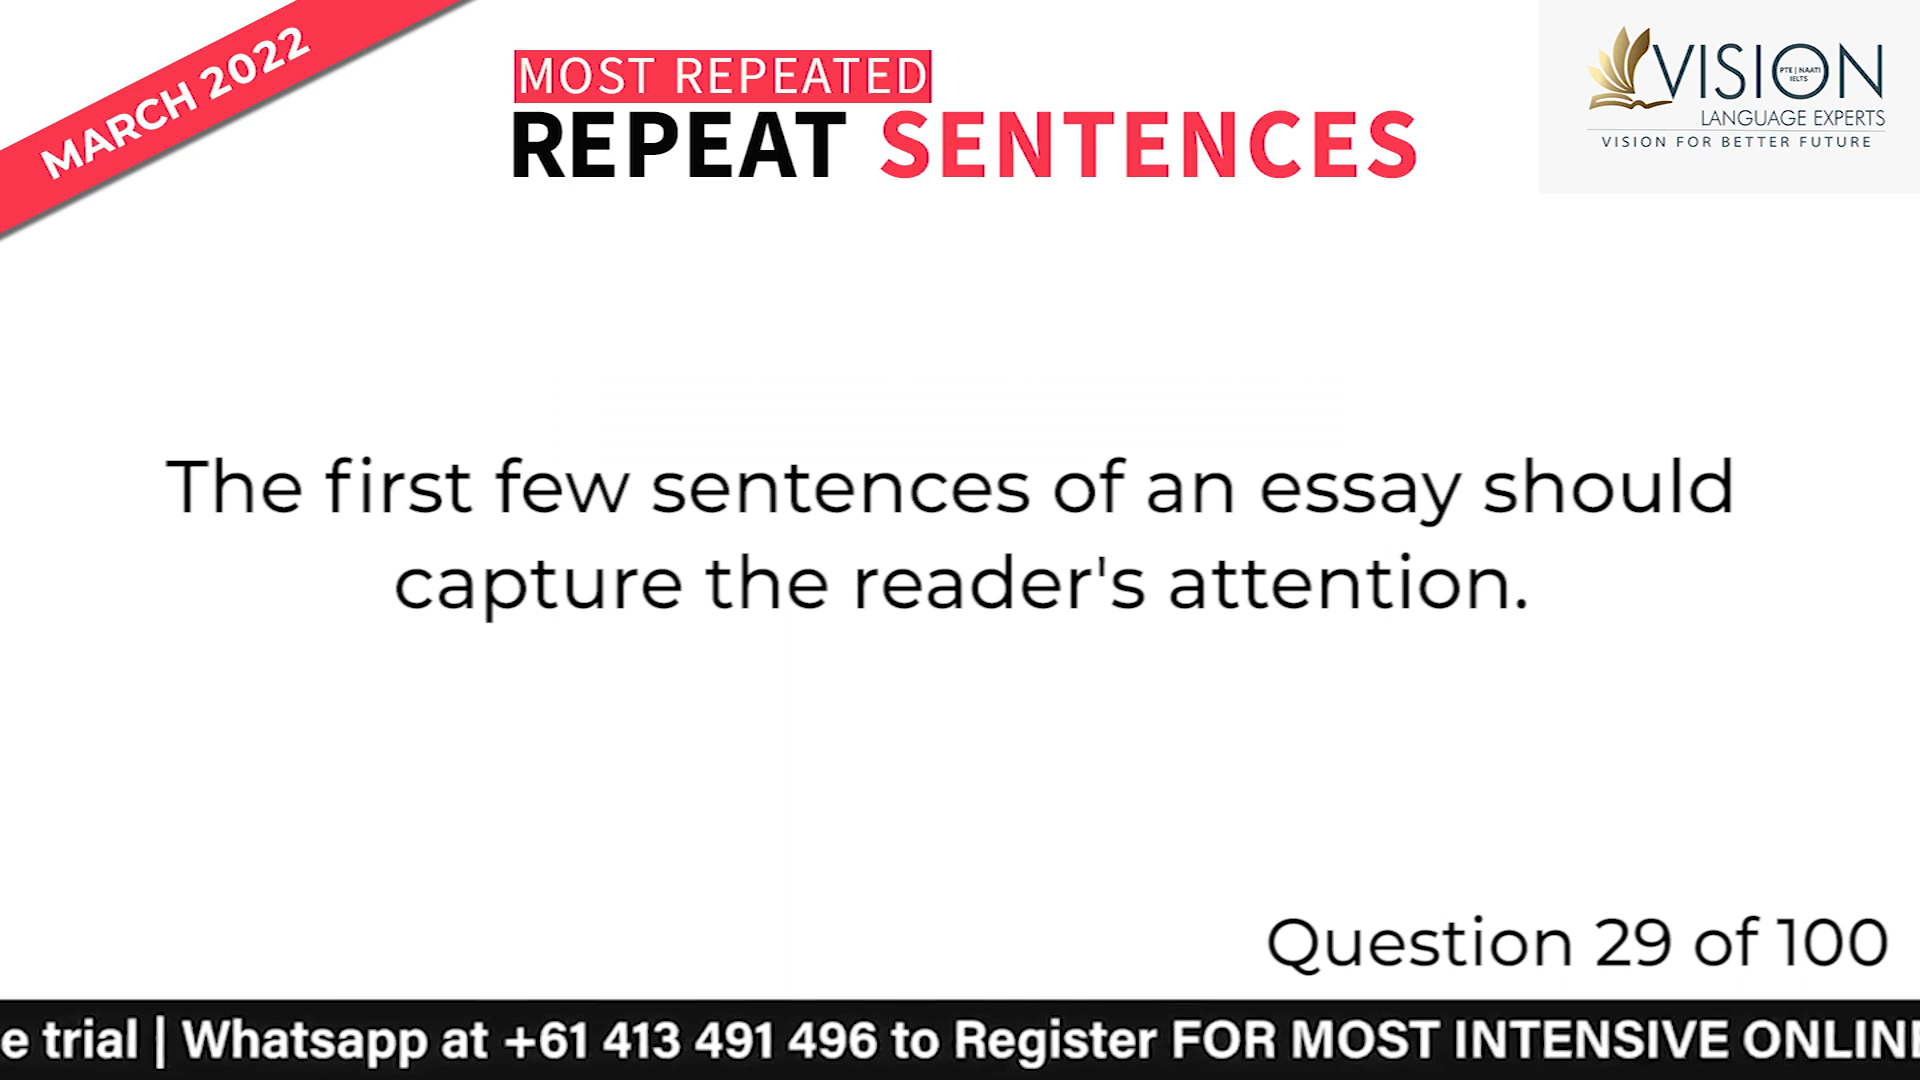 MARCH 2022
MOST REPEATED
REPEAT SENTENCES
VISION
PTE | NAATI
IELTS
LANGUAGE EXPERTS
VISION FOR BETTER FUTURE
The first few sentences of an essay should
capture the reader's attention.
Question 29 of 100
e trial | Whatsapp at +61 413 491 496 to Register FOR MOST INTENSIVE ONLINE